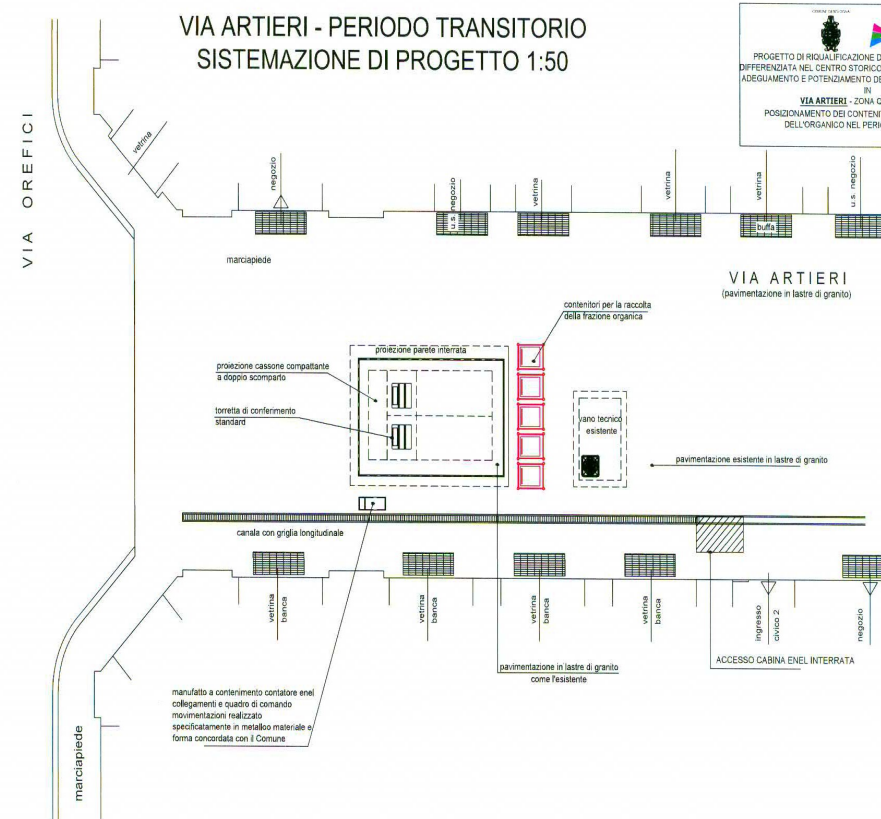 VIA ARTIERI - PERIODO TRANSITORIO
SISTEMAZIONE DI PROGETTO 1:50
PROGETTO DI RIQUALIFICAZIONE D
DIFFERENZIATA NEL CENTRO STORICO
ADEGUAMENTO E POTENZIAMENTO DE
IN
VIA ARTIERI - ZONA
POSIZIONAMENTO DEI CONTENI
DELL'ORGANICO NEL PERI
VIA OREFICI
vetrina
negozio
u.s. negozio
vetrina
vetrina
vetrina
buffa
u.s. negozio
marciapiede
VIA ARTIERI
(pavimentazione in lastre di granito)
contenitori per la raccolta
della frazione organica
proiezione parete interrata
proiezione cassone compattante
a doppio scomparto
torretta di conferimento
standard
vano tecnico
esistente
pavimentazione esistente in lastre di granito
canala con griglia longitudinale
vetrina
banca
vetrina
banca
vetrina
banca
vetrina
banca
ingresso
civico 2
negozio
ACCESSO CABINA ENEL INTERRATA
pavimentazione in lastre di granito
come l'esistente
manufatto a contenimento contatore enel
collegamenti e quadro di comando
movimentazioni realizzato
specificatamente in metalloo materiale e
forma concordata con il Comune
marciapiede